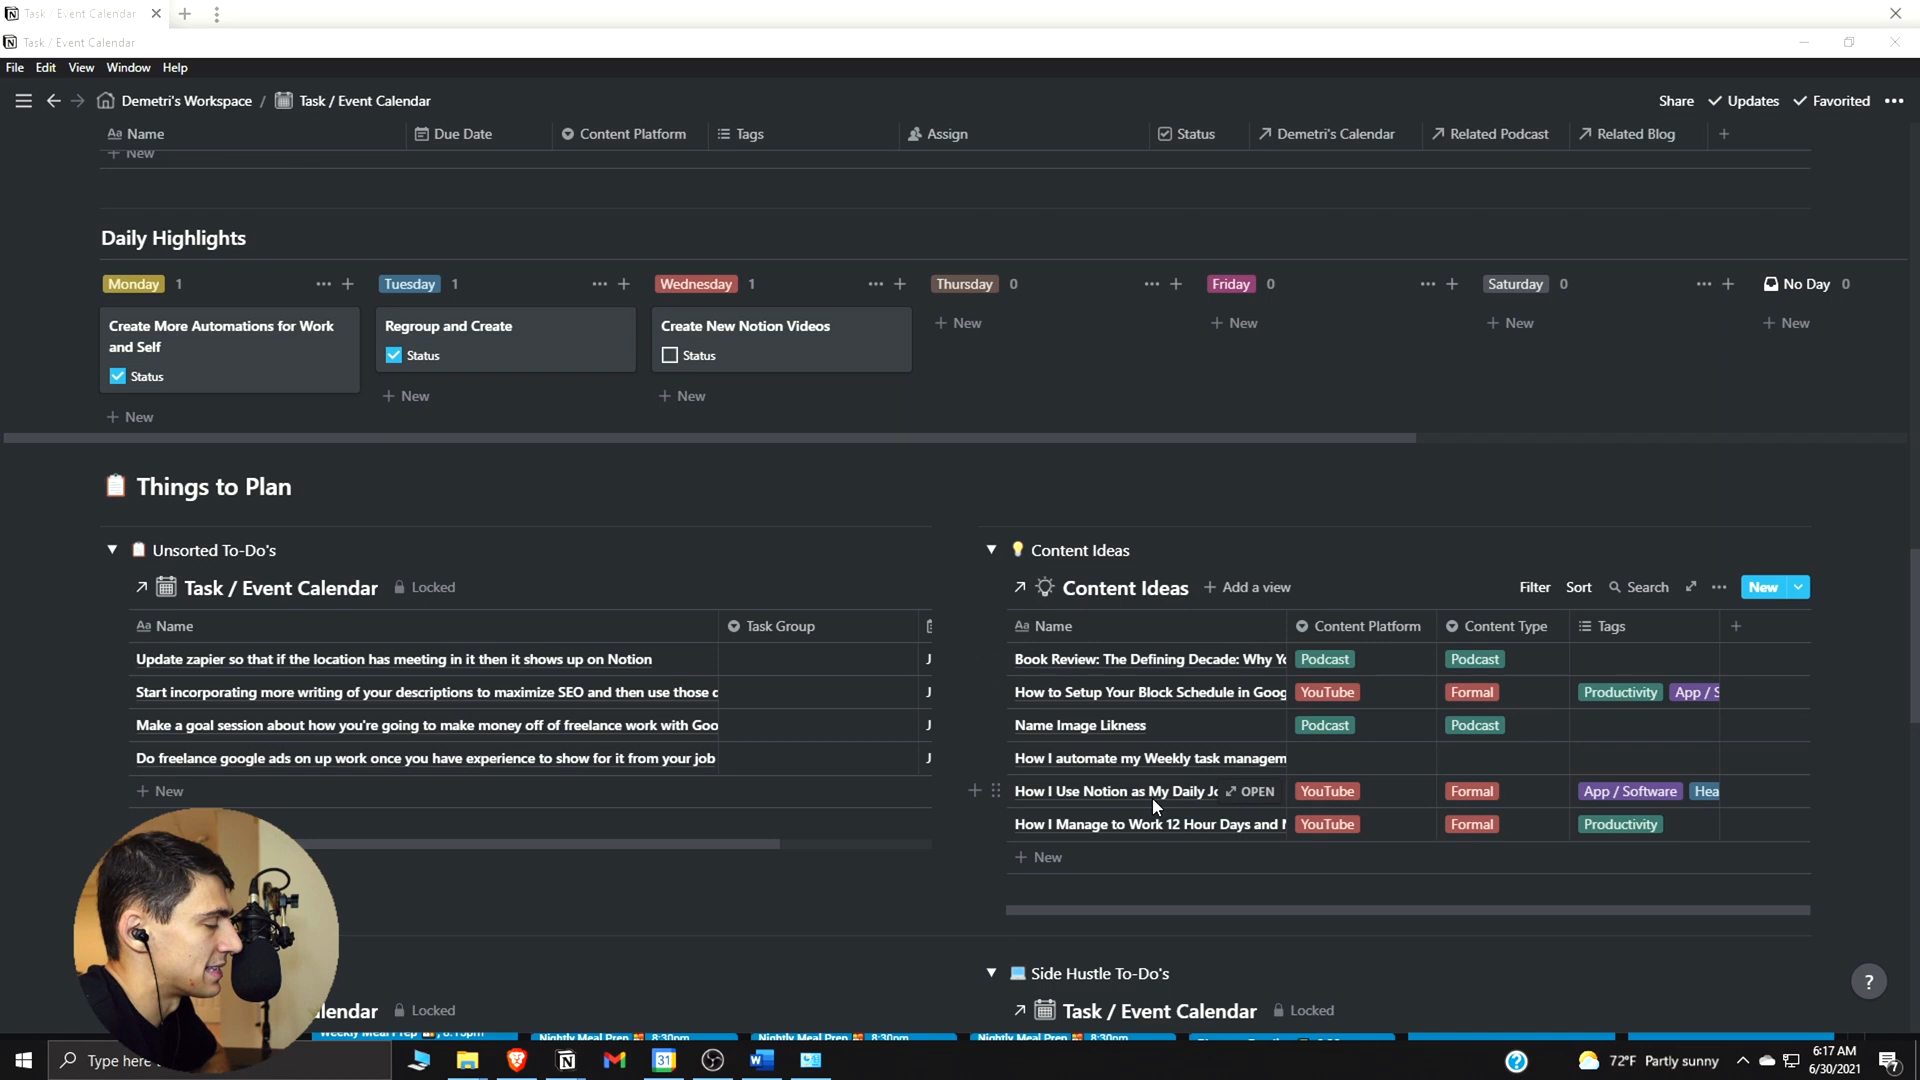 Task / Event Calendar
Task / Event Calendar
File Edit View Window Help
Demetri's Workspace / Task / Event Calendar
Share Updates Favorited
Aa Name Due Date Content Platform Tags Assign Status Demetri's Calendar Related Podcast Related Blog
+ New
Daily Highlights
Monday 1 Tuesday 1 Wednesday 1 Thursday 0 Friday 0 Saturday 0 No Day 0
Create More Automations for Work and Self
Status
+ New
Regroup and Create
Status
+ New
Create New Notion Videos
Status
+ New
+ New
+ New
+ New
+ New
Things to Plan
Unsorted To-Do's
Task / Event Calendar Locked
Aa Name Task Group
Update zapier so that if the location has meeting in it then it shows up on Notion J
Start incorporating more writing of your descriptions to maximize SEO and then use those c J
Make a goal session about how you're going to make money off of freelance work with Goo J
Do freelance google ads on up work once you have experience to show for it from your job J
+ New
Content Ideas
Content Ideas + Add a view Filter Sort Search New
Aa Name Content Platform Content Type Tags
Book Review: The Defining Decade: Why Yo Podcast Podcast
How to Setup Your Block Schedule in Goog YouTube Formal Productivity App / S
Name Image Likness Podcast Podcast
How I automate my Weekly task managem
How I Use Notion as My Daily Jo OPEN YouTube Formal App / Software Hea
How I Manage to Work 12 Hour Days and N YouTube Formal Productivity
+ New
lendar Locked
Side Hustle To-Do's
Task / Event Calendar Locked
Weekly Meal Prep , 8:15pm Nightly Meal Prep 8:30pm Nightly Meal Prep 8:30pm Nightly Meal Prep 8:30pm
Type here
31
72°F Partly sunny
6:17 AM
6/30/2021
7